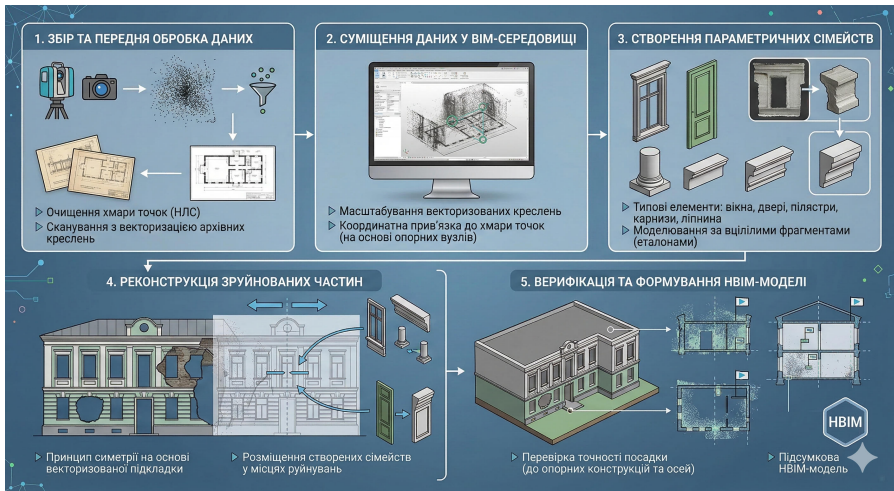 1. ЗБІР ТА ПЕРЕДНЯ ОБРОБКА ДАНИХ
Очищення хмари точок (НЛС)
Сканування з векторизацією архівних
креслень
2. СУМІЩЕННЯ ДАНИХ У BIM-СЕРЕДОВИЩІ
Масштабування векторизованих креслень
Координатна прив'язка до хмари точок
(на основі опорних вузлів)
3. СТВОРЕННЯ ПАРАМЕТРИЧНИХ СІМЕЙСТВ
Типові елементи: вікна, двері, пілястри,
карнизи, ліпнина
Моделювання за вцілілими фрагментами
(еталонами)
4. РЕКОНСТРУКЦІЯ ЗРУЙНОВАНИХ ЧАСТИН
Принцип симетрії на основі
векторизованої підкладки
Розміщення створених сімейств
у місцях руйнувань
5. ВЕРИФІКАЦІЯ ТА ФОРМУВАННЯ HBIM-МОДЕЛІ
HBIM
Перевірка точності посадки
(до опорних конструкцій та осей)
Підсумкова
HBIM-модель